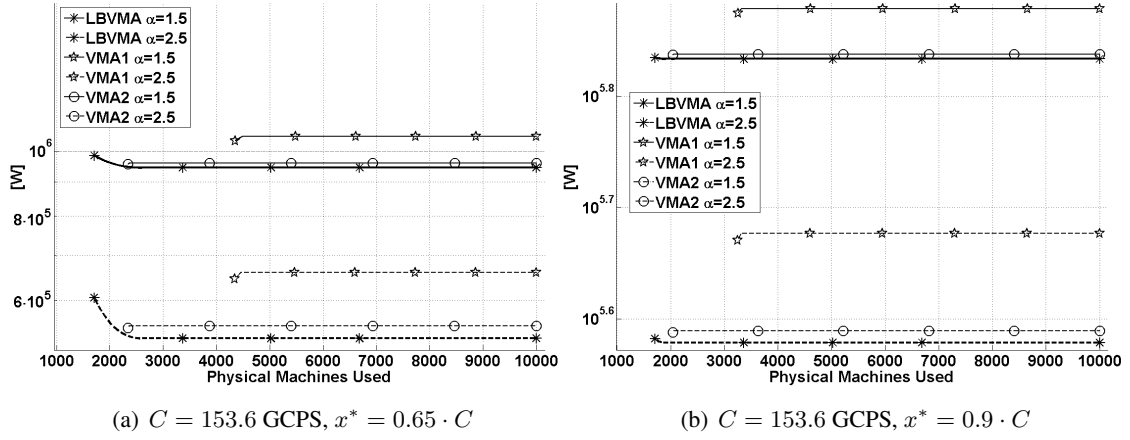 LBVMA α=1.5
LBVMA α=2.5
VMA1 α=1.5
VMA1 α=2.5
VMA2 α=1.5
VMA2 α=2.5
[W]
10^6
8·10^5
6·10^5
1000 2000 3000 4000 5000 6000 7000 8000 9000 10000
Physical Machines Used
(a) C = 153.6 GCPS, x* = 0.65 · C
[W]
10^5.8
10^5.7
10^5.6
LBVMA α=1.5
LBVMA α=2.5
VMA1 α=1.5
VMA1 α=2.5
VMA2 α=1.5
VMA2 α=2.5
1000 2000 3000 4000 5000 6000 7000 8000 9000 10000
Physical Machines Used
(b) C = 153.6 GCPS, x* = 0.9 · C